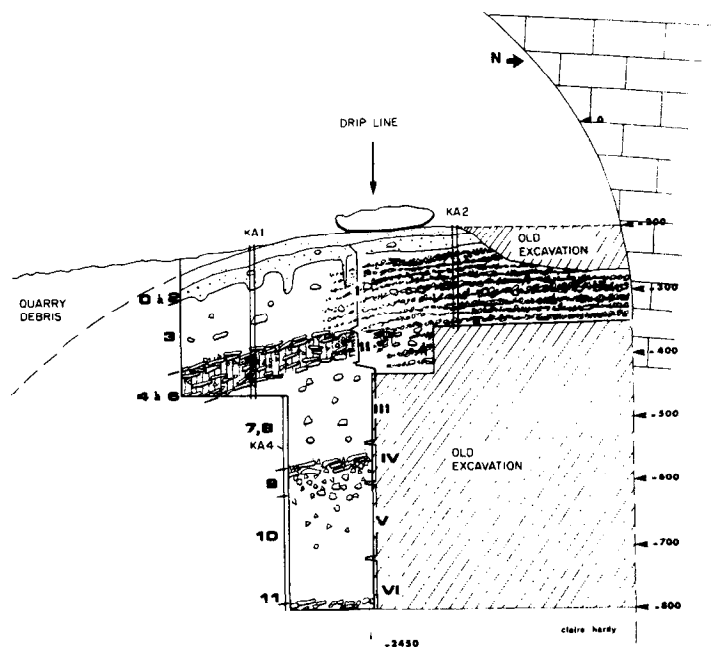 N
0
DRIP LINE
KA1
KA2
-200
OLD
EXCAVATION
QUARRY
DEBRIS
0 à 2
I
-300
3
II
-400
4 à 6
III
-500
7,8
KA4
IV
OLD
EXCAVATION
9
-600
V
10
-700
11
VI
-800
claire hardy
-2450